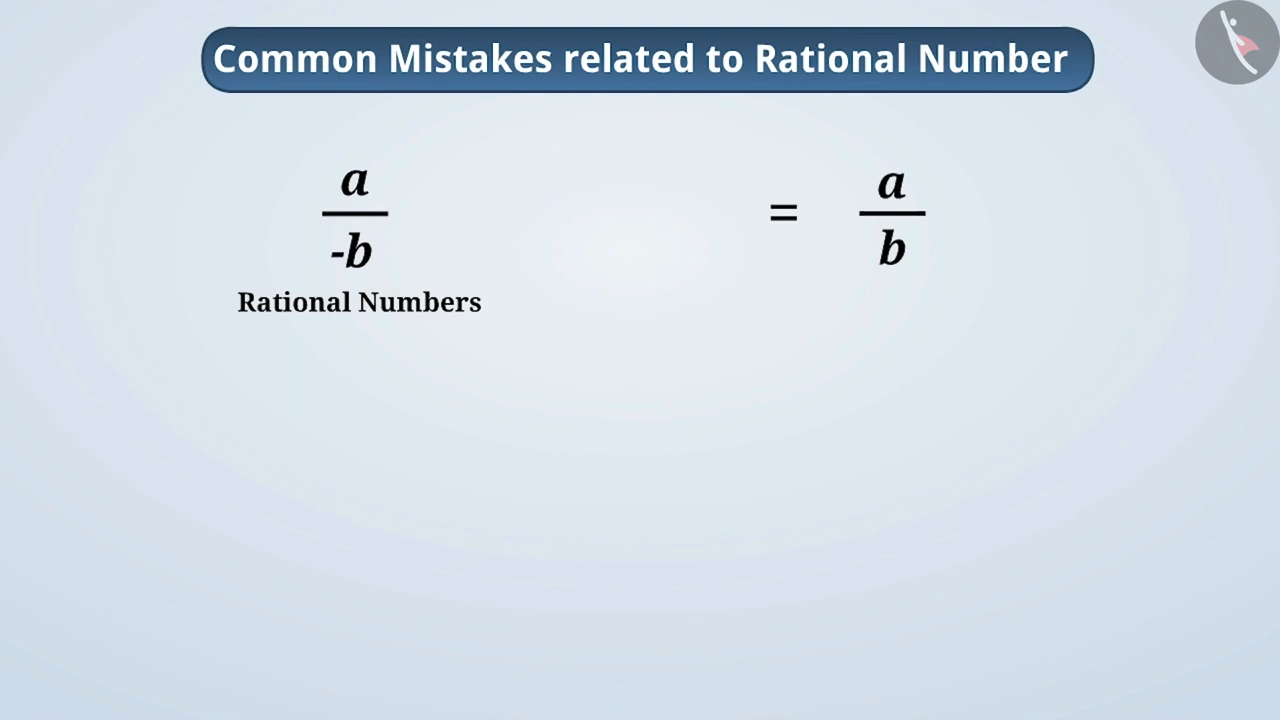 Common Mistakes related to Rational Number
a
-b
= a
b
Rational Numbers